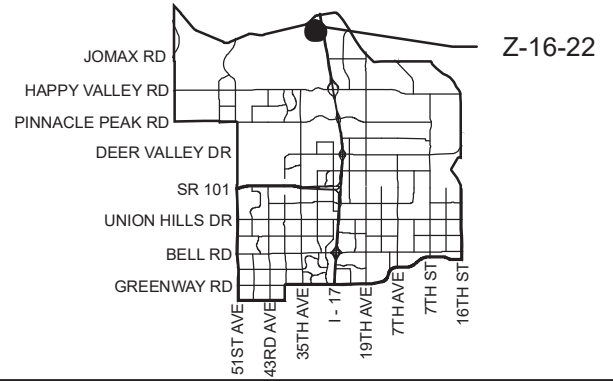 Z-16-22
JOMAX RD
HAPPY VALLEY RD
PINNACLE PEAK RD
DEER VALLEY DR
SR 101
UNION HILLS DR
BELL RD
GREENWAY RD
51ST AVE
43RD AVE
35TH AVE
I - 17
19TH AVE
7TH AVE
7TH ST
16TH ST